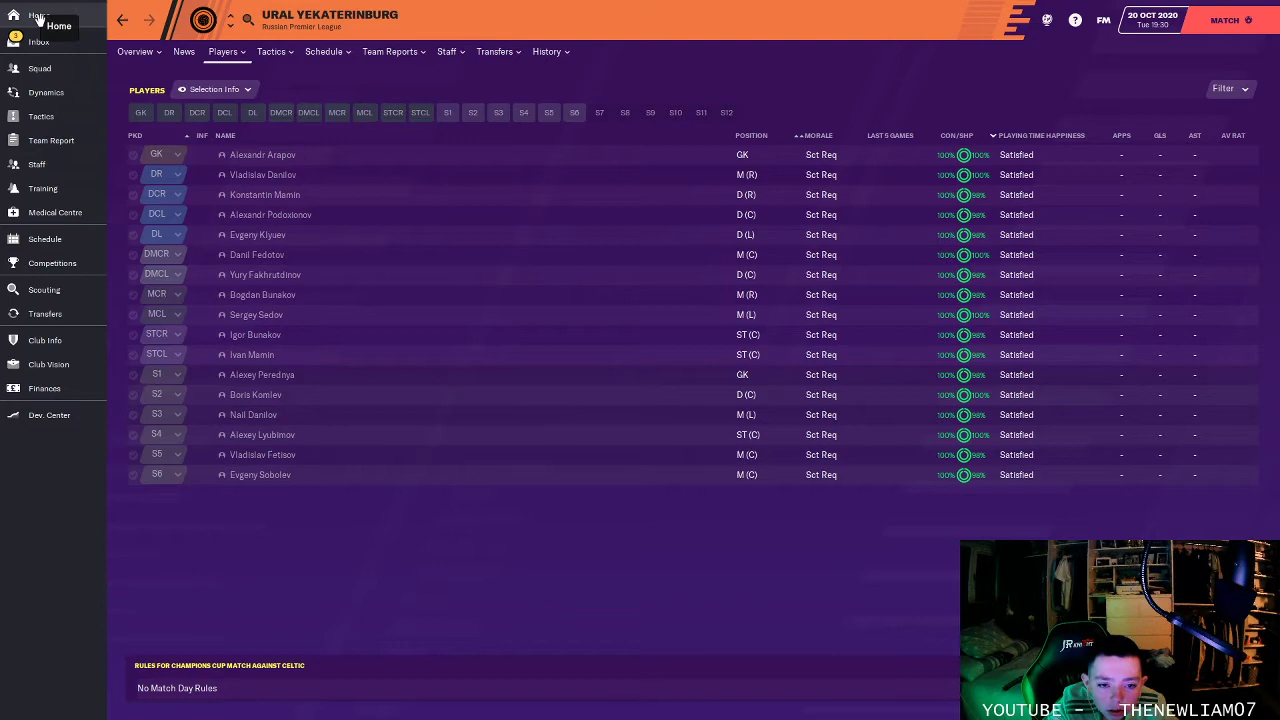 Home
URAL YEKATERINBURG
Russian Premier League
FM
20 OCT 2020
Tue 19:30
MATCH
3
Inbox
Squad
Dynamics
Tactics
Team Report
Staff
Training
Medical Centre
Schedule
Competitions
Scouting
Transfers
Club Info
Club Vision
Finances
Dev. Center
Overview News Players Tactics Schedule Team Reports Staff Transfers History
PLAYERS Selection Info Filter
GK DR DCR DCL DL DMCR DMCL MCR MCL STCR STCL S1 S2 S3 S4 S5 S6 S7 S8 S9 S10 S11 S12
PKD INF NAME POSITION MORALE LAST 5 GAMES CON/SHP PLAYING TIME HAPPINESS APPS GLS AST AV RAT
GK Alexandr Arapov GK Sct Req 100% 100% Satisfied - - -
DR Vladislav Danilov M (R) Sct Req 100% 100% Satisfied - - -
DCR Konstantin Mamin D (R) Sct Req 100% 98% Satisfied - - -
DCL Alexandr Podoxionov D (C) Sct Req 100% 98% Satisfied - - -
DL Evgeny Klyuev D (L) Sct Req 100% 98% Satisfied - - -
DMCR Danil Fedotov M (C) Sct Req 100% 100% Satisfied - - -
DMCL Yury Fakhrutdinov D (C) Sct Req 100% 98% Satisfied - - -
MCR Bogdan Bunakov M (R) Sct Req 100% 98% Satisfied - - -
MCL Sergey Sedov M (L) Sct Req 100% 100% Satisfied - - -
STCR Igor Bunakov ST (C) Sct Req 100% 98% Satisfied - - -
STCL Ivan Mamin ST (C) Sct Req 100% 98% Satisfied - - -
S1 Alexey Perednya GK Sct Req 100% 98% Satisfied - - -
S2 Boris Komlev D (C) Sct Req 100% 100% Satisfied - - -
S3 Nail Danilov M (L) Sct Req 100% 98% Satisfied - - -
S4 Alexey Lyubimov ST (C) Sct Req 100% 100% Satisfied - - -
S5 Vladislav Fetisov M (C) Sct Req 100% 98% Satisfied - - -
S6 Evgeny Sobolev M (C) Sct Req 100% 98% Satisfied - - -
RULES FOR CHAMPIONS CUP MATCH AGAINST CELTIC
No Match Day Rules
YOUTUBE - THENEWLIAM07